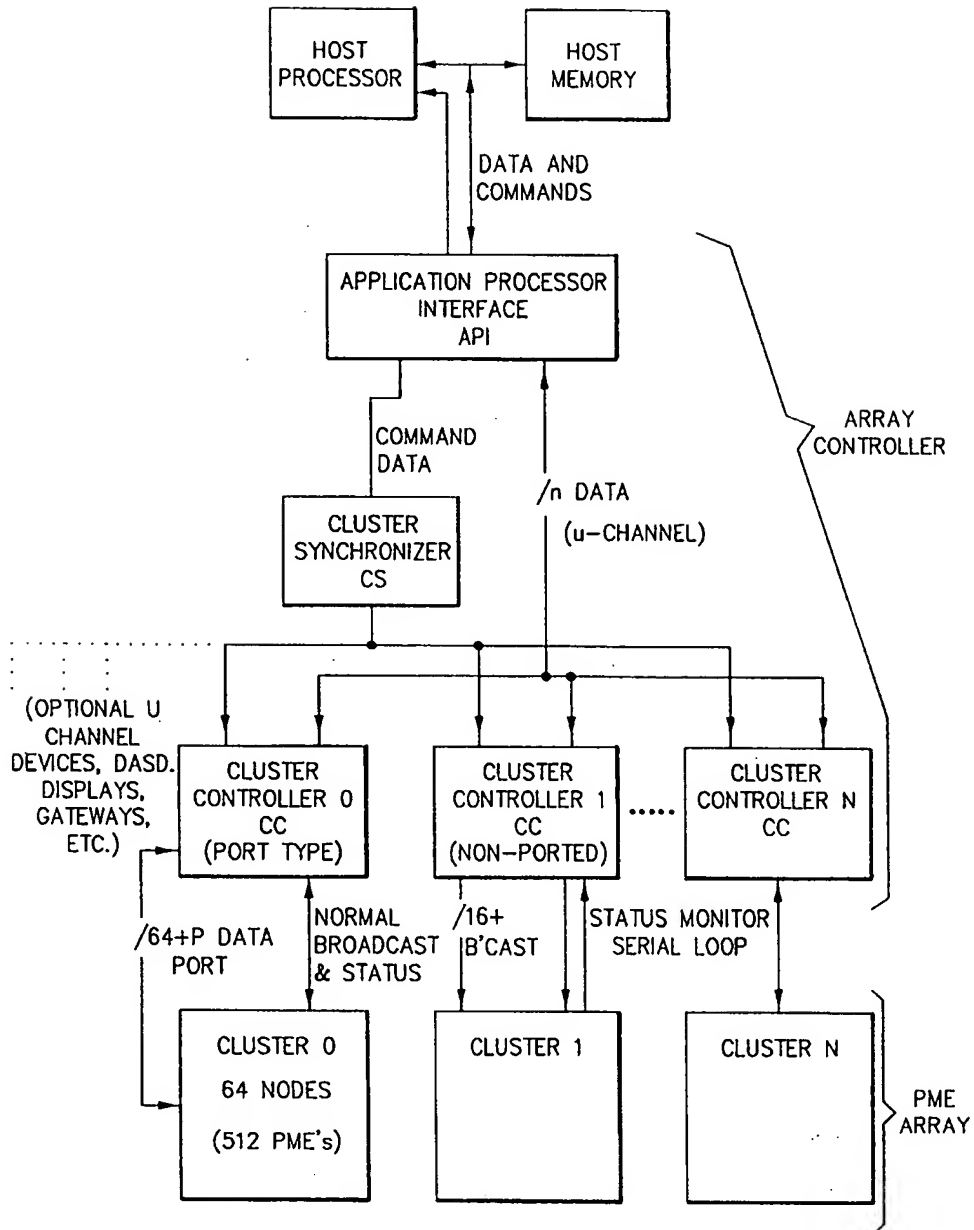 HOST
PROCESSOR
HOST
MEMORY
DATA AND
COMMANDS
APPLICATION PROCESSOR
INTERFACE
API
ARRAY
CONTROLLER
COMMAND
DATA
/n DATA
(u-CHANNEL)
CLUSTER
SYNCHRONIZER
CS
(OPTIONAL U
CHANNEL
DEVICES, DASD.
DISPLAYS,
GATEWAYS,
ETC.)
CLUSTER
CONTROLLER 0
CC
(PORT TYPE)
CLUSTER
CONTROLLER 1
CC
(NON-PORTED)
.....
CLUSTER
CONTROLLER N
CC
/64+P DATA
PORT
NORMAL
BROADCAST
& STATUS
/16+
B'CAST
STATUS MONITOR
SERIAL LOOP
CLUSTER 0
64 NODES
(512 PME's)
CLUSTER 1
CLUSTER N
PME
ARRAY